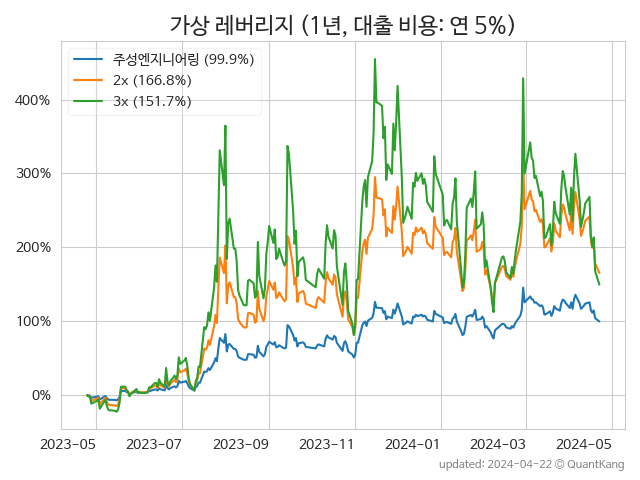 가상 레버리지 (1년, 대출 비용: 연 5%)
주성엔지니어링 (99.9%)
2x (166.8%)
3x (151.7%)
400%
300%
200%
100%
0%
2023-05 2023-07 2023-09 2023-11 2024-01 2024-03 2024-05
updated: 2024-04-22 © QuantKang